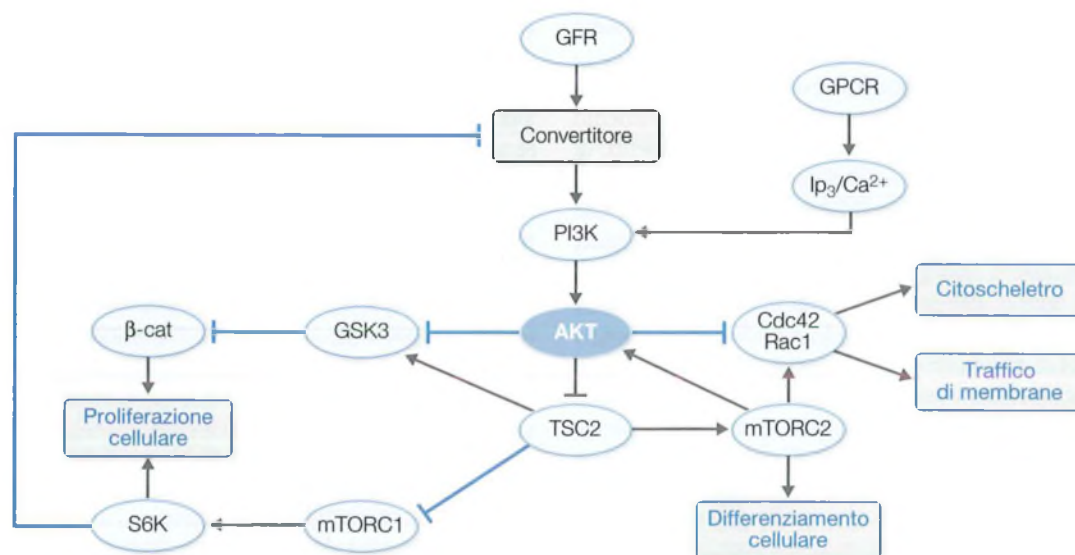 GFR
GPCR
Convertitore
Ip₃/Ca²⁺
PI3K
Citoscheletro
β-cat
GSK3
AKT
Cdc42
Rac1
Traffico
di membrane
Proliferazione
cellulare
TSC2
mTORC2
S6K
mTORC1
Differenziamento
cellulare